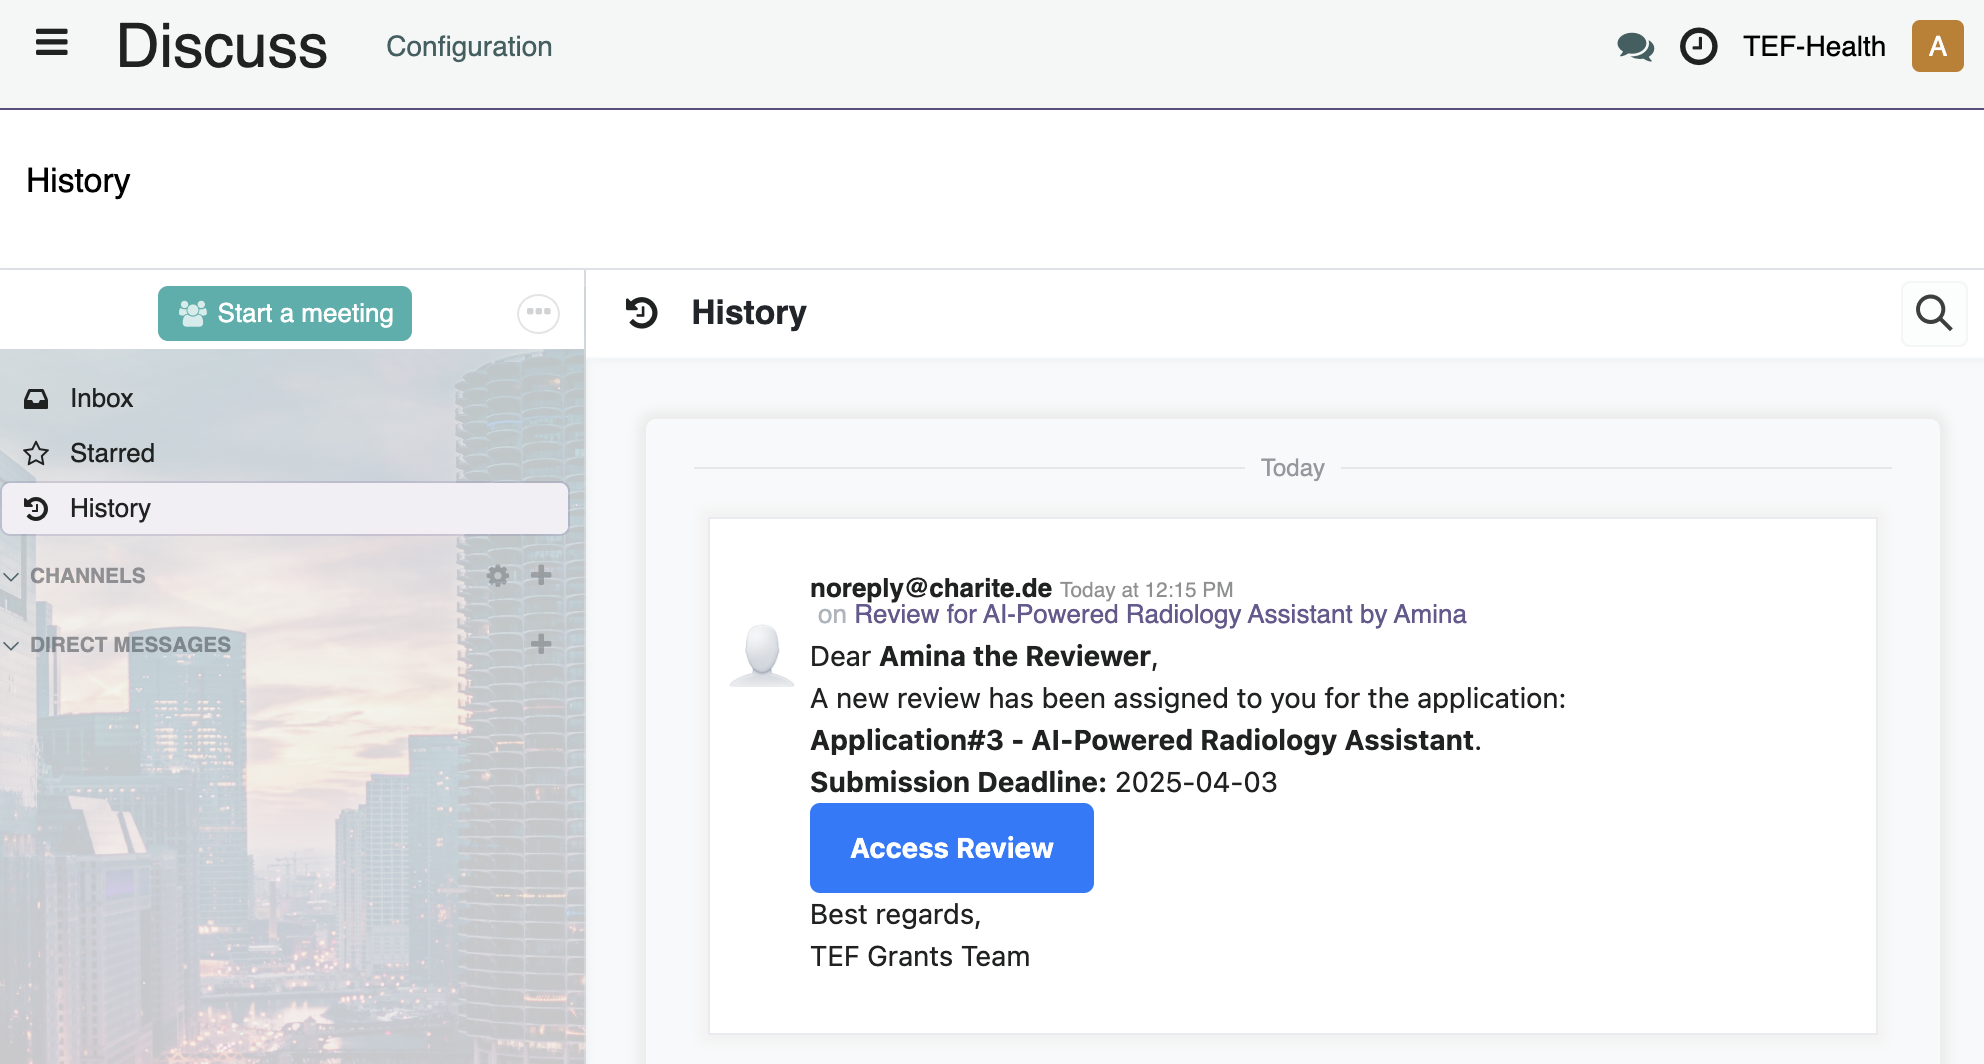 Discuss
Configuration
TEF-Health
A
History
Start a meeting
Inbox
Starred
History
CHANNELS
DIRECT MESSAGES
History
Today
noreply@charite.de Today at 12:15 PM
on Review for AI-Powered Radiology Assistant by Amina
Dear Amina the Reviewer,
A new review has been assigned to you for the application:
Application#3 - AI-Powered Radiology Assistant.
Submission Deadline: 2025-04-03
Access Review
Best regards,
TEF Grants Team